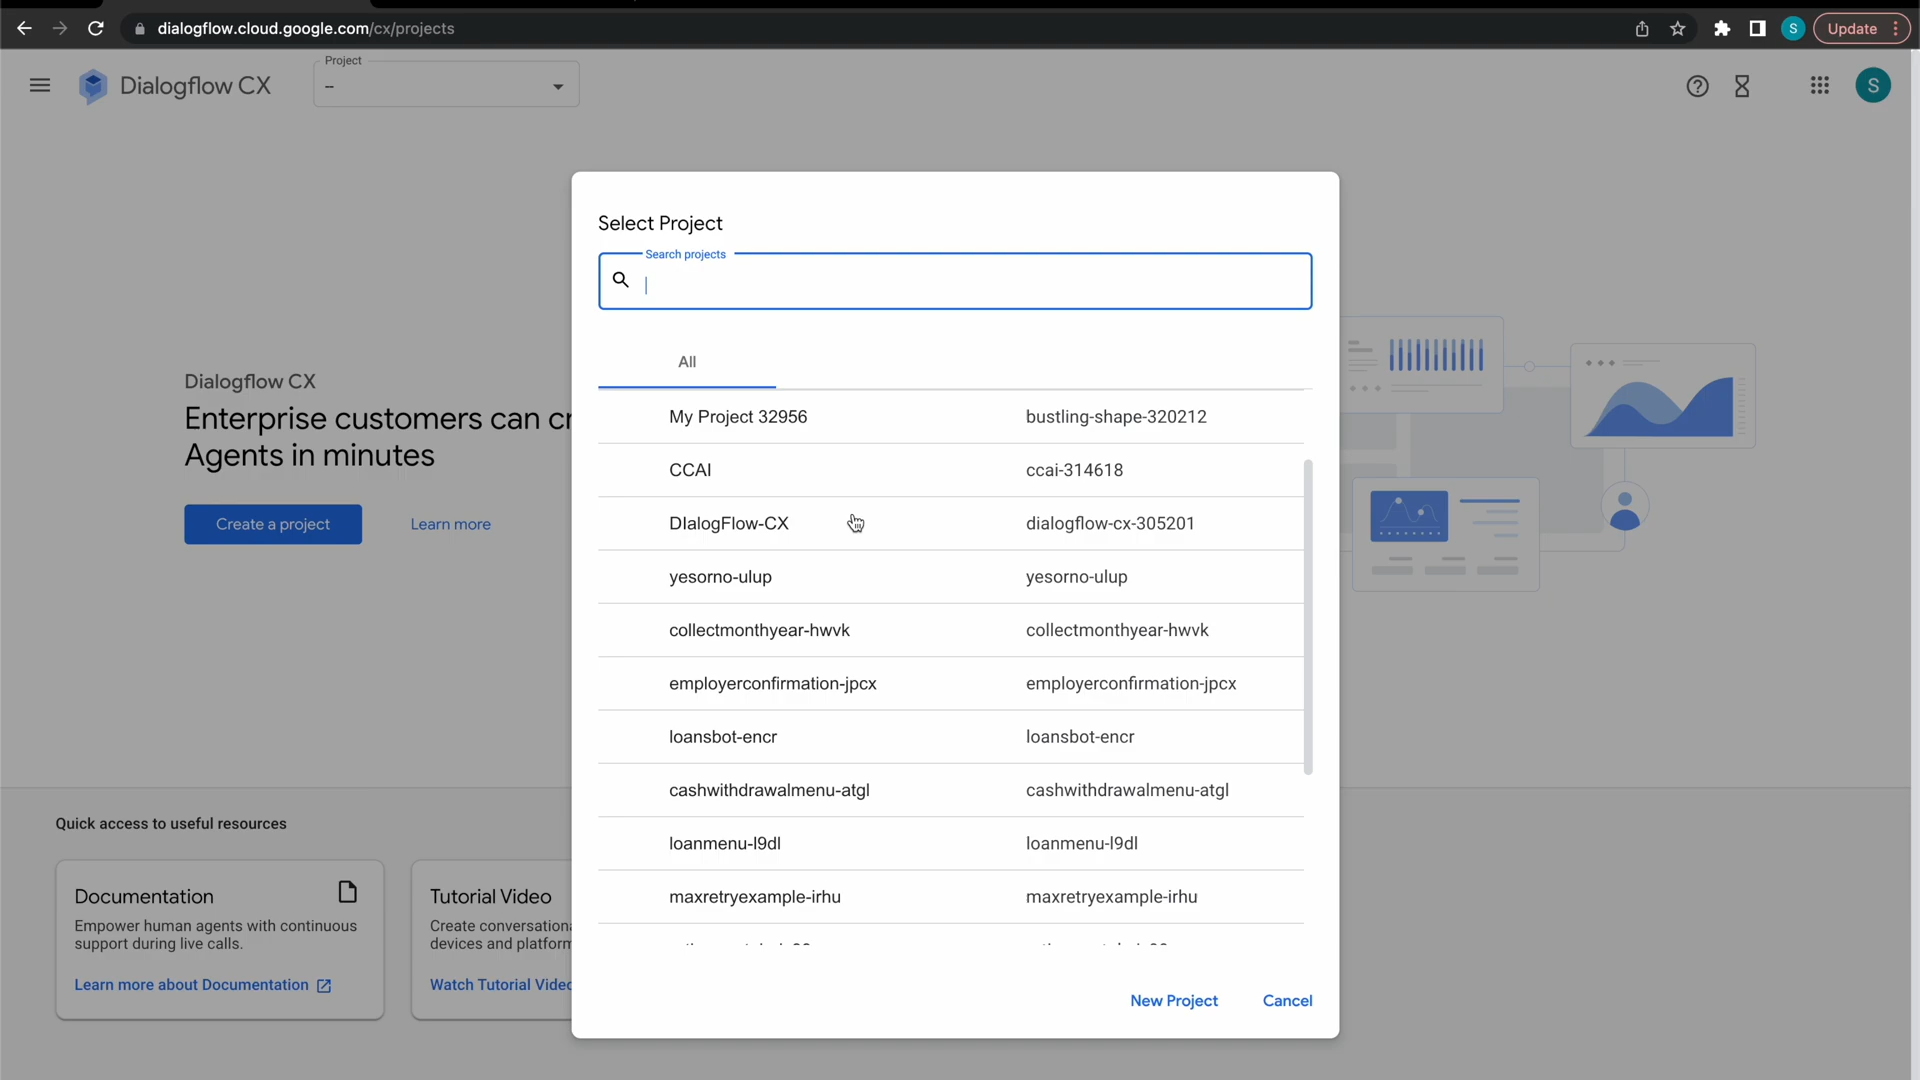 dialogflow.cloud.google.com/cx/projects
S
Update
Dialogflow CX
Project
–
S
Select Project
Search projects
All
My Project 32956 bustling-shape-320212
CCAI ccai-314618
DIalogFlow-CX dialogflow-cx-305201
yesorno-ulup yesorno-ulup
collectmonthyear-hwvk collectmonthyear-hwvk
employerconfirmation-jpcx employerconfirmation-jpcx
loansbot-encr loansbot-encr
cashwithdrawalmenu-atgl cashwithdrawalmenu-atgl
loanmenu-l9dl loanmenu-l9dl
maxretryexample-irhu maxretryexample-irhu
New Project Cancel
Dialogflow CX
Enterprise customers can cr
Agents in minutes
Create a project Learn more
Quick access to useful resources
Documentation
Empower human agents with continuous
support during live calls.
Learn more about Documentation
Tutorial Video
Create conversationa
devices and platform
Watch Tutorial Video